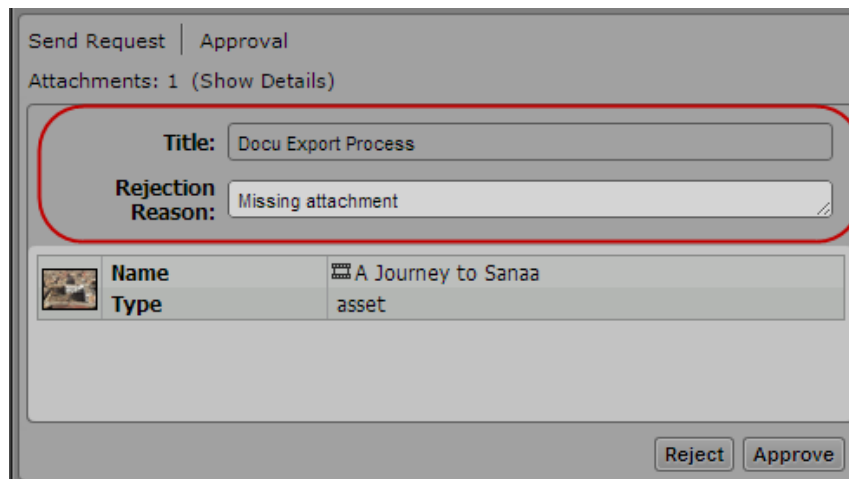 Send Request | Approval
Attachments: 1 (Show Details)
Title: Docu Export Process
Rejection
Reason: Missing attachment
Name A Journey to Sanaa
Type asset
Reject Approve